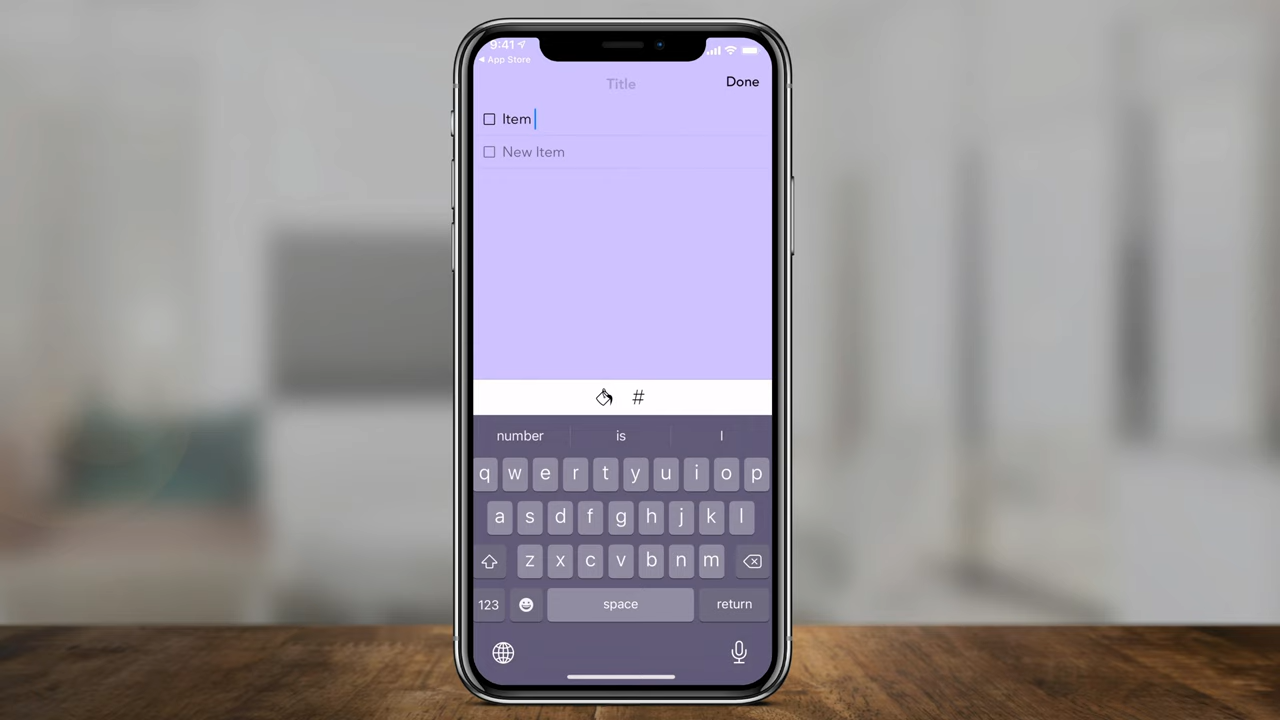 9:41
◀ App Store
Title
Done
Item
New Item
#
number is I
q w e r t y u i o p
a s d f g h j k l
z x c v b n m
123 space return